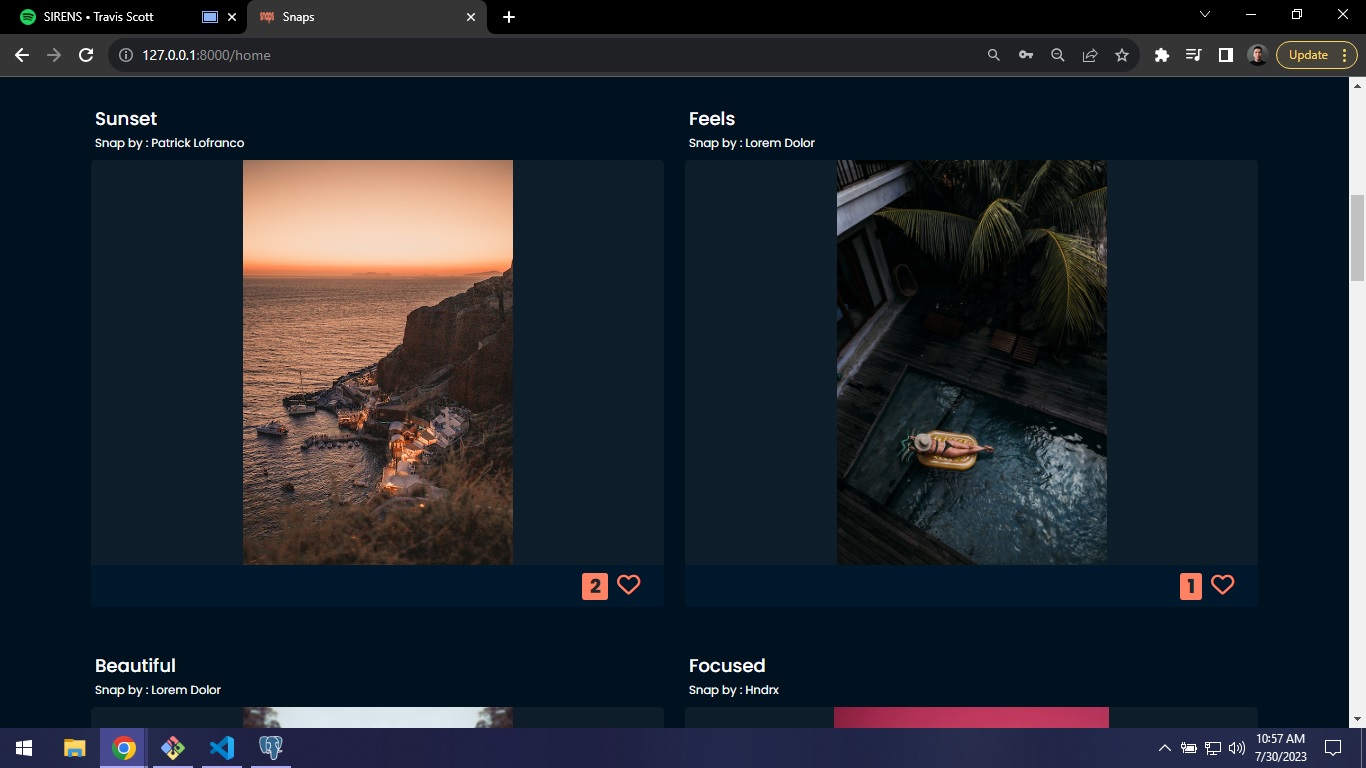 SIRENS • Travis Scott
snaps
Snaps
127.0.0.1:8000/home
Update
Sunset
Snap by : Patrick Lofranco
Feels
Snap by : Lorem Dolor
2
1
Beautiful
Snap by : Lorem Dolor
Focused
Snap by : Hndrx
10:57 AM
7/30/2023